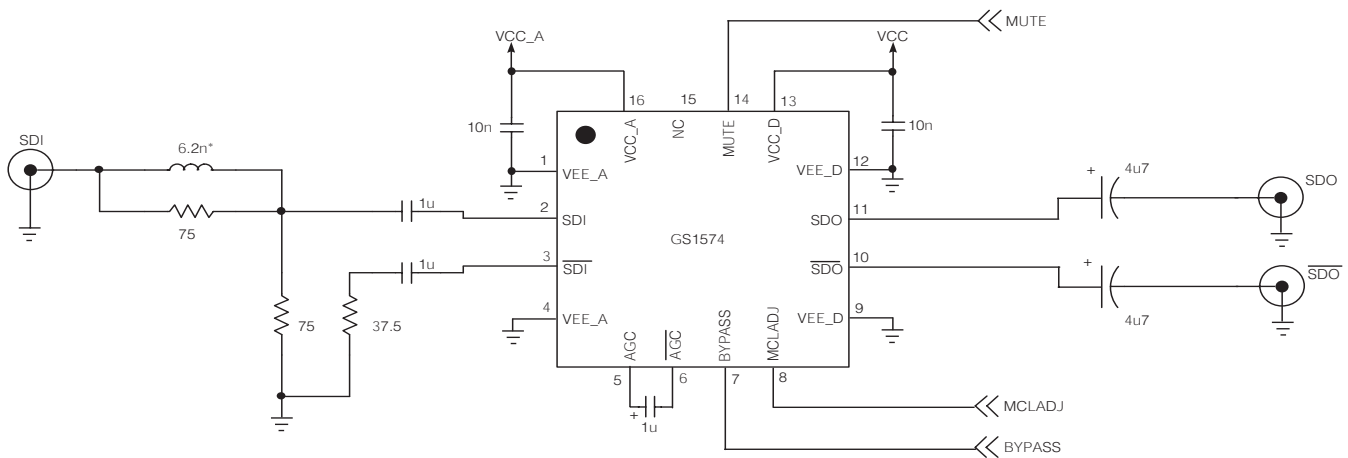 MUTE
VCC_A
VCC
16
15
14
13
10n
VCC_A
NC
MUTE
VCC_D
10n
SDI
6.2n*
1
VEE_A
VEE_D
12
+
4u7
SDO
75
1u
2
SDI
GS1574
SDO
11
1u
3
SDI
SDO
10
+
4u7
SDO
75
37.5
4
VEE_A
VEE_D
9
AGC
AGC
BYPASS
MCLADJ
5
6
7
8
+
1u
MCLADJ
BYPASS